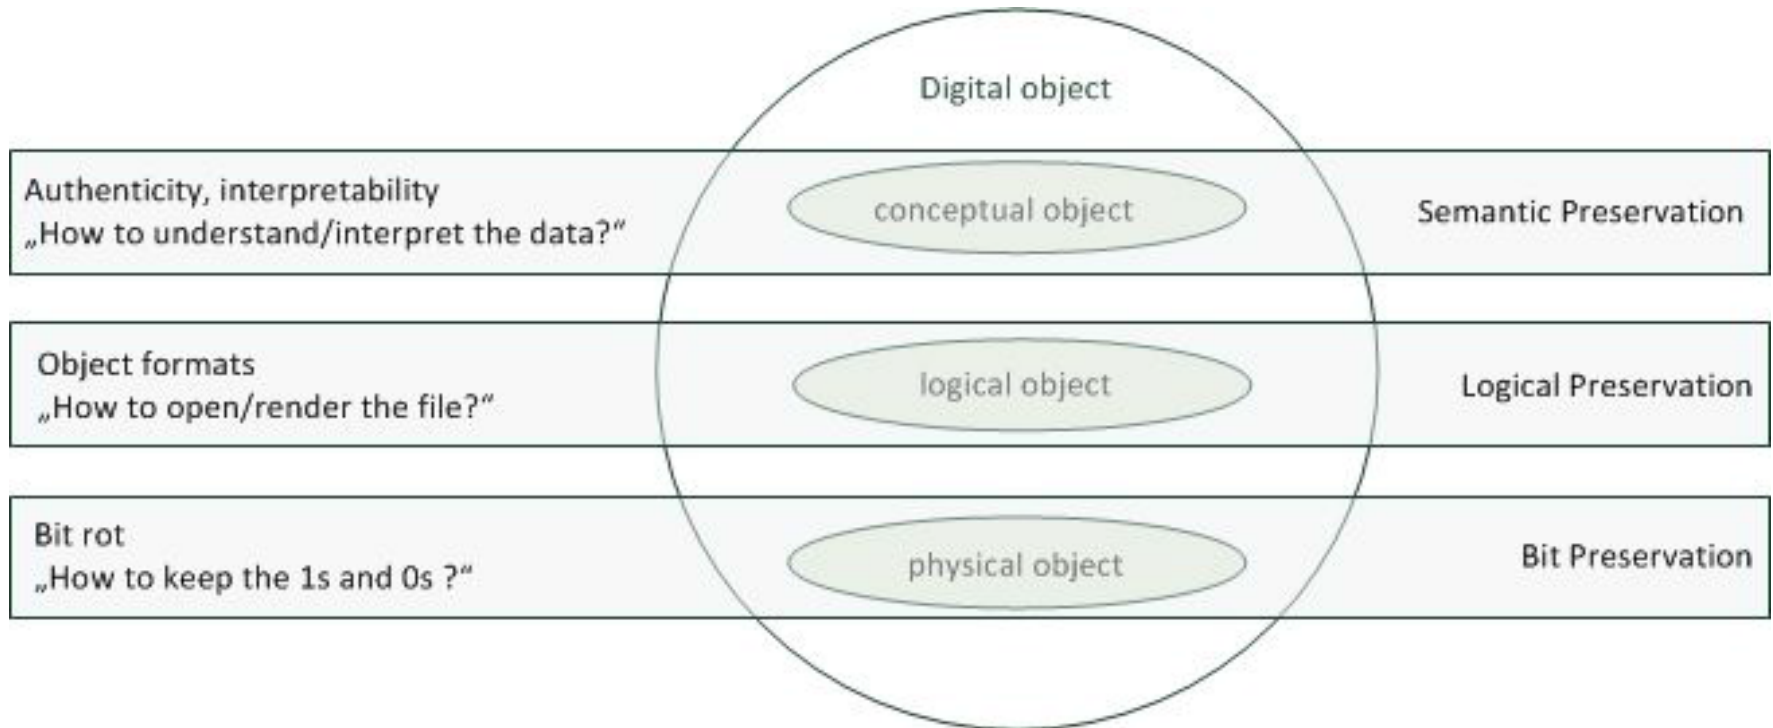 Digital object
Authenticity, interpretability
„How to understand/interpret the data?“
conceptual object
Semantic Preservation
Object formats
„How to open/render the file?“
logical object
Logical Preservation
Bit rot
„How to keep the 1s and 0s ?“
physical object
Bit Preservation